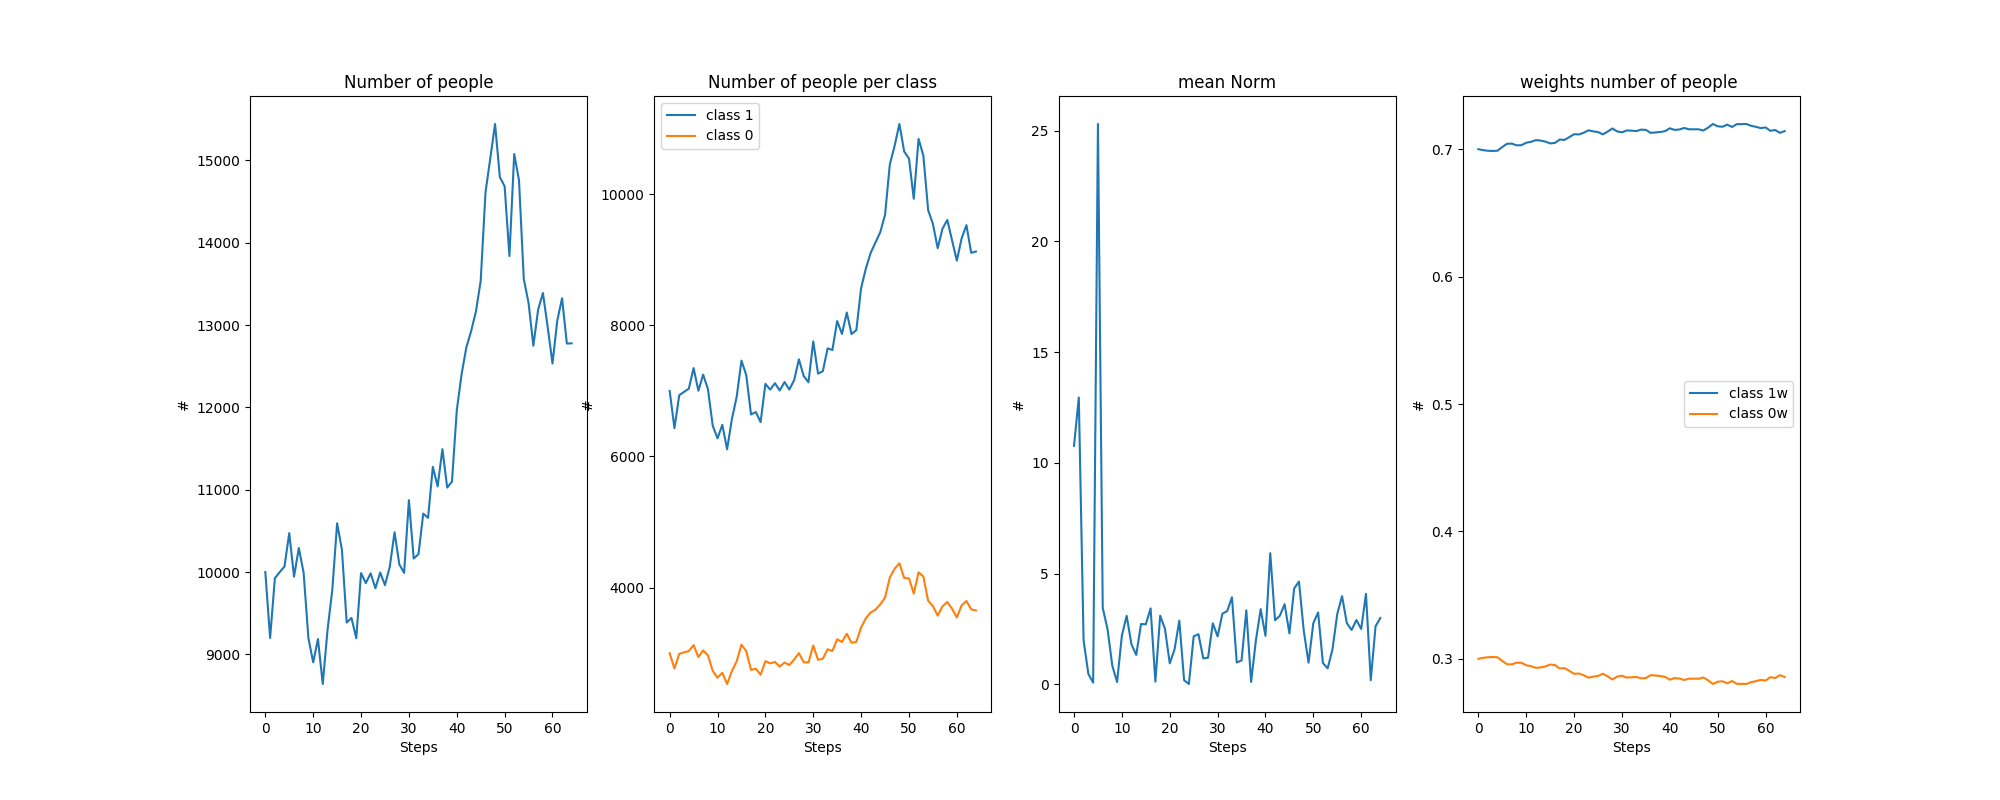 Number of people
15000
14000
13000
12000
11000
10000
9000
#
0 10 20 30 40 50 60
Steps
Number of people per class
class 1
class 0
10000
8000
6000
4000
#
0 10 20 30 40 50 60
Steps
mean Norm
25
20
15
10
5
0
#
0 10 20 30 40 50 60
Steps
weights number of people
0.7
0.6
0.5
0.4
0.3
#
class 1w
class 0w
0 10 20 30 40 50 60
Steps